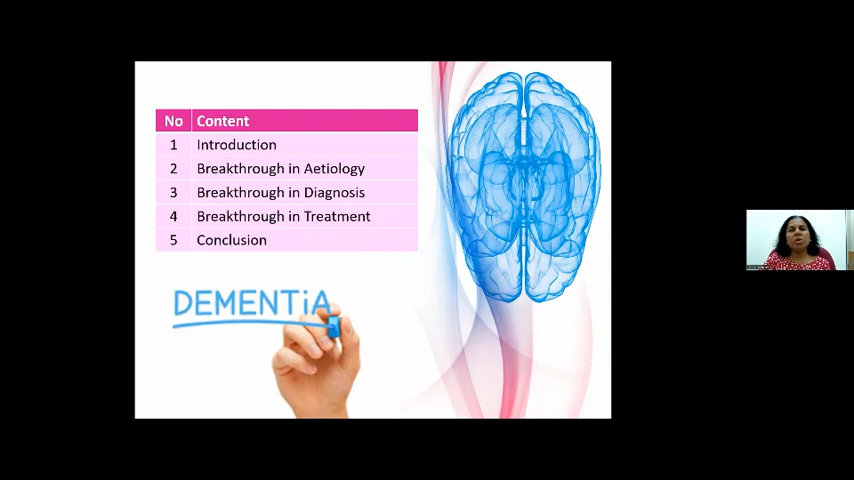 No Content
1 Introduction
2 Breakthrough in Aetiology
3 Breakthrough in Diagnosis
4 Breakthrough in Treatment
5 Conclusion
DEMENTiA